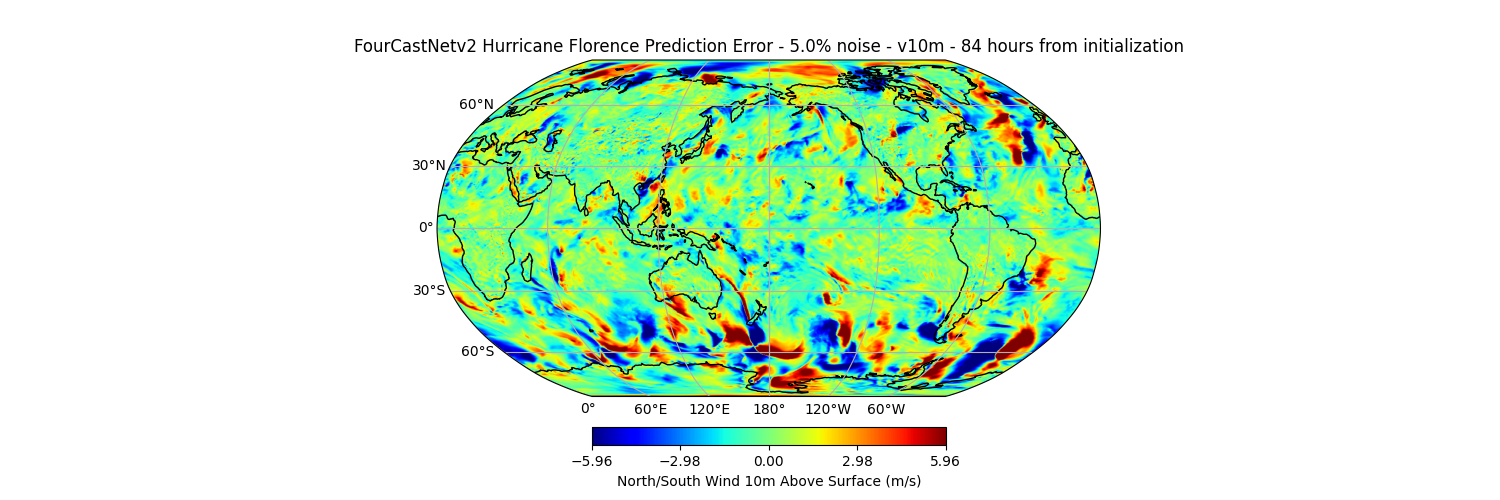 FourCastNetv2 Hurricane Florence Prediction Error - 5.0% noise - v10m - 84 hours from initialization
60°N
30°N
0°
30°S
60°S
0° 60°E 120°E 180° 120°W 60°W
−5.96 −2.98 0.00 2.98 5.96
North/South Wind 10m Above Surface (m/s)